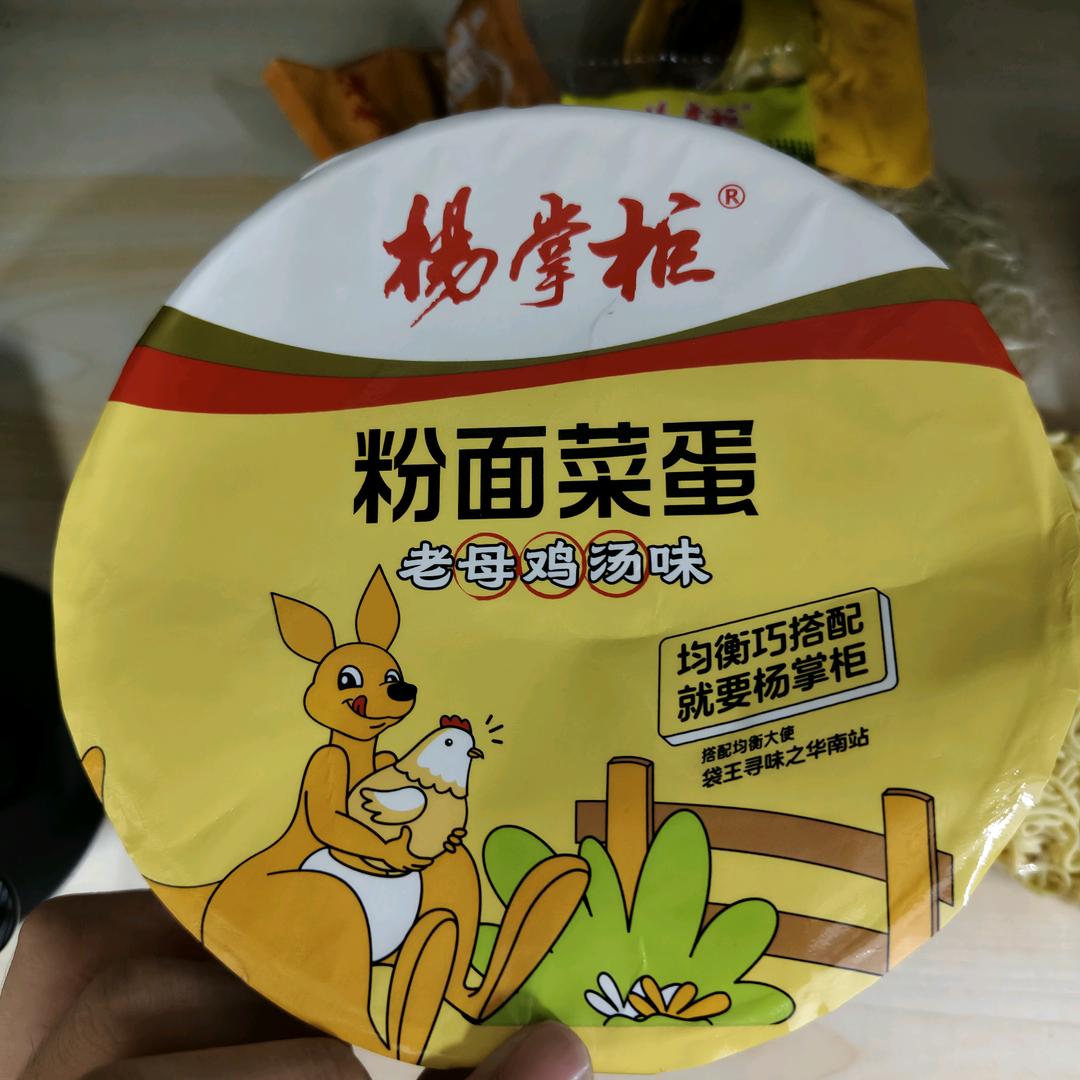 楊掌柜®
粉面菜蛋
老母鸡汤味
均衡巧搭配
就要杨掌柜
搭配均衡大使
袋王寻味之华南站